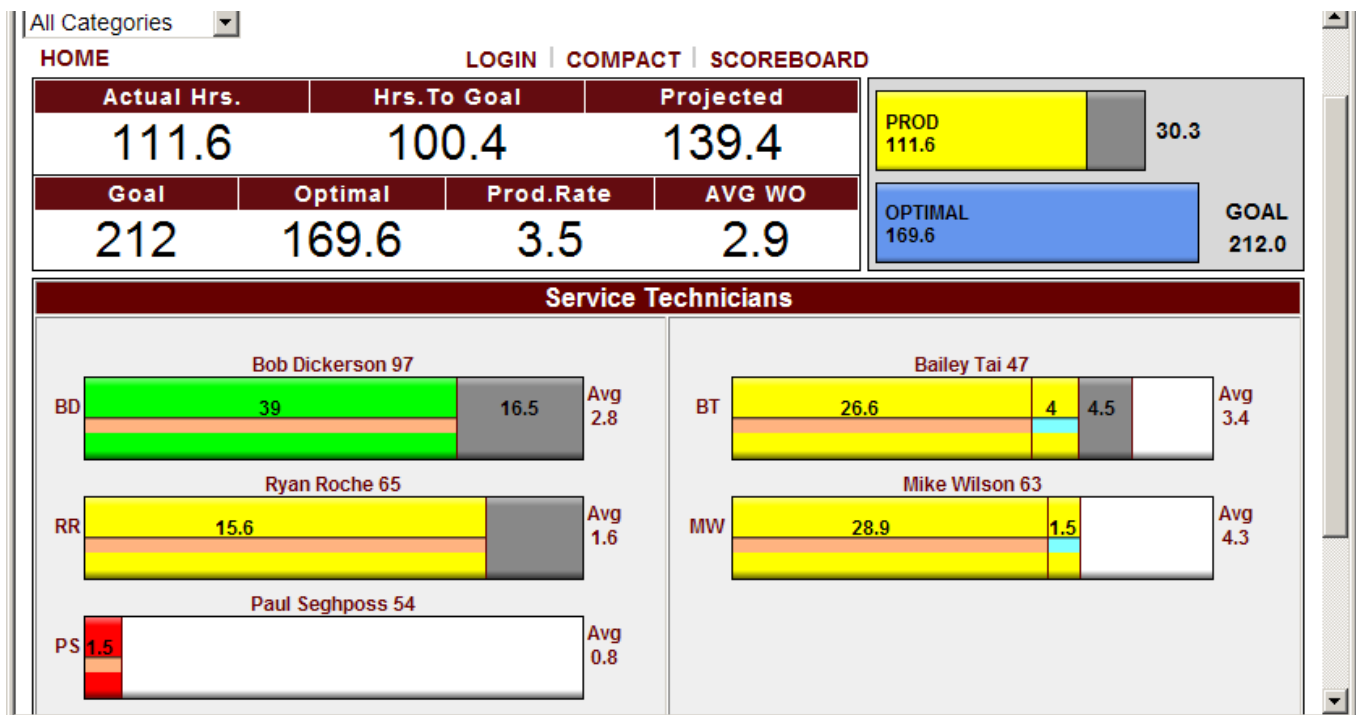 All Categories
HOME LOGIN COMPACT SCOREBOARD
Actual Hrs. Hrs.To Goal Projected
111.6 100.4 139.4
Goal Optimal Prod.Rate AVG WO
212 169.6 3.5 2.9
PROD
111.6
30.3
OPTIMAL
169.6
GOAL
212.0
Service Technicians
Bob Dickerson 97
BD 39 16.5 Avg
2.8
Bailey Tai 47
BT 26.6 4 4.5 Avg
3.4
Ryan Roche 65
RR 15.6 Avg
1.6
Mike Wilson 63
MW 28.9 1.5 Avg
4.3
Paul Seghposs 54
PS 1.5 Avg
0.8